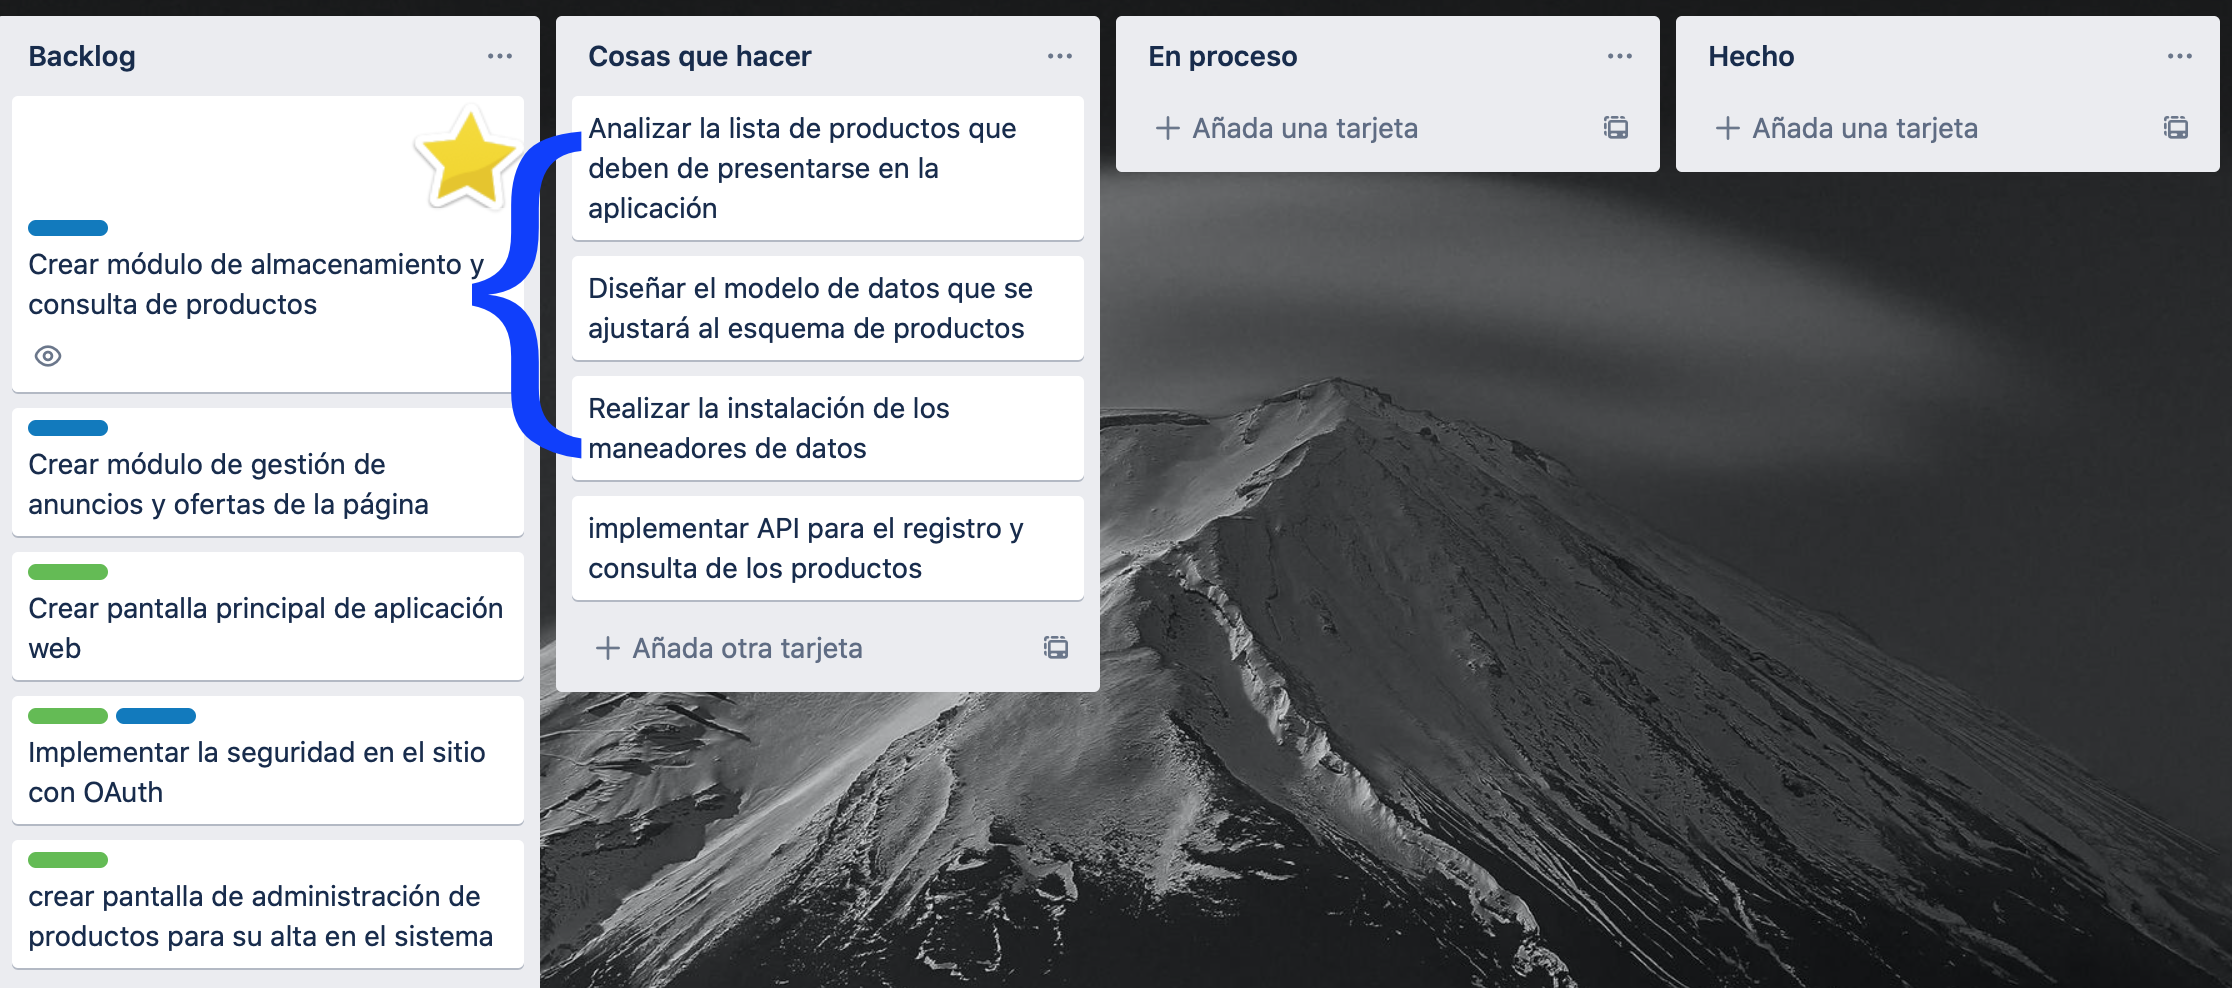 Backlog
Crear módulo de almacenamiento y
consulta de productos
Crear módulo de gestión de
anuncios y ofertas de la página
Crear pantalla principal de aplicación
web
Implementar la seguridad en el sitio
con OAuth
crear pantalla de administración de
productos para su alta en el sistema
Cosas que hacer
Analizar la lista de productos que
deben de presentarse en la
aplicación
Diseñar el modelo de datos que se
ajustará al esquema de productos
Realizar la instalación de los
maneadores de datos
implementar API para el registro y
consulta de los productos
+ Añada otra tarjeta
En proceso
+ Añada una tarjeta
Hecho
+ Añada una tarjeta